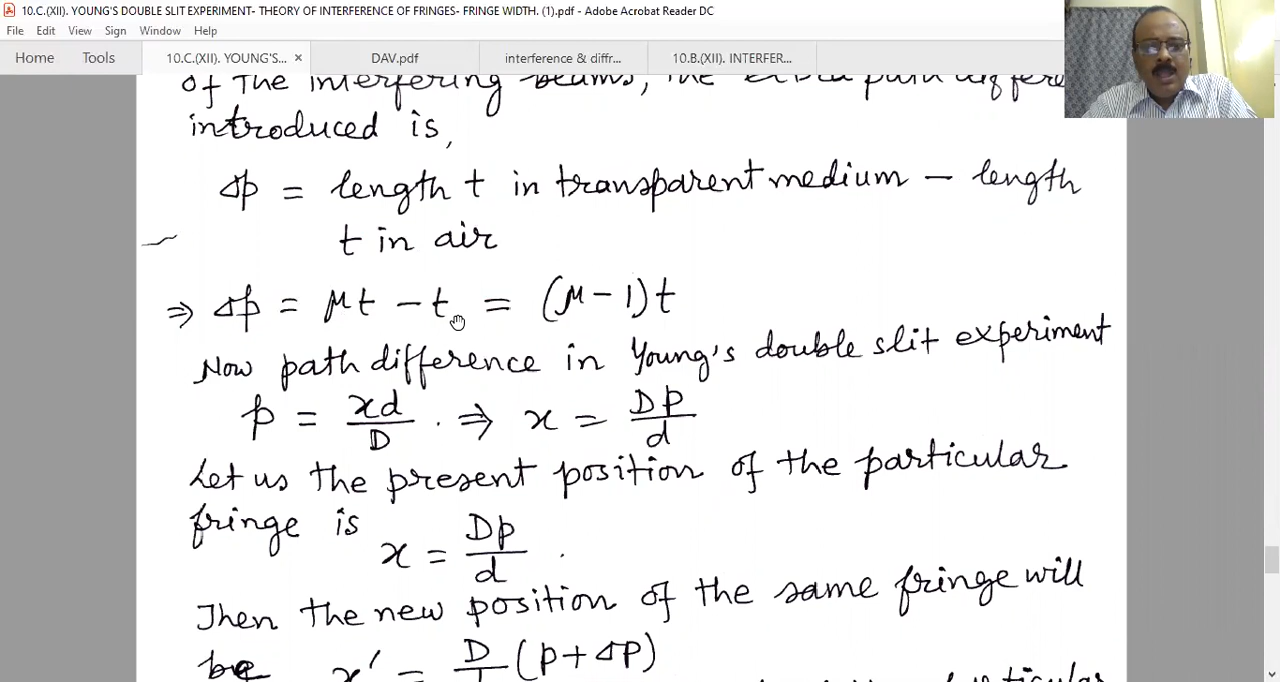 10.C.(XII). YOUNG'S DOUBLE SLIT EXPERIMENT- THEORY OF INTERFERENCE OF FRINGES- FRINGE WIDTH. (1).pdf - Adobe Acrobat Reader DC
File Edit View Sign Window Help
Home Tools 10.C.(XII). YOUNG'S... × DAV.pdf interference & diffr... 10.B.(XII). INTERFER...
of the interfering beams, the extra path differe
introduced is,
Δp = length t in transparent medium – length
t in air
⇒ Δp = μt – t = (μ – 1)t
Now path difference in Young's double slit experiment
p = xd/D . ⇒ x = Dp/d
Let us the present position of the particular
fringe is x = Dp/d .
Then the new position of the same fringe will
be x' = D/d (p + Δp)